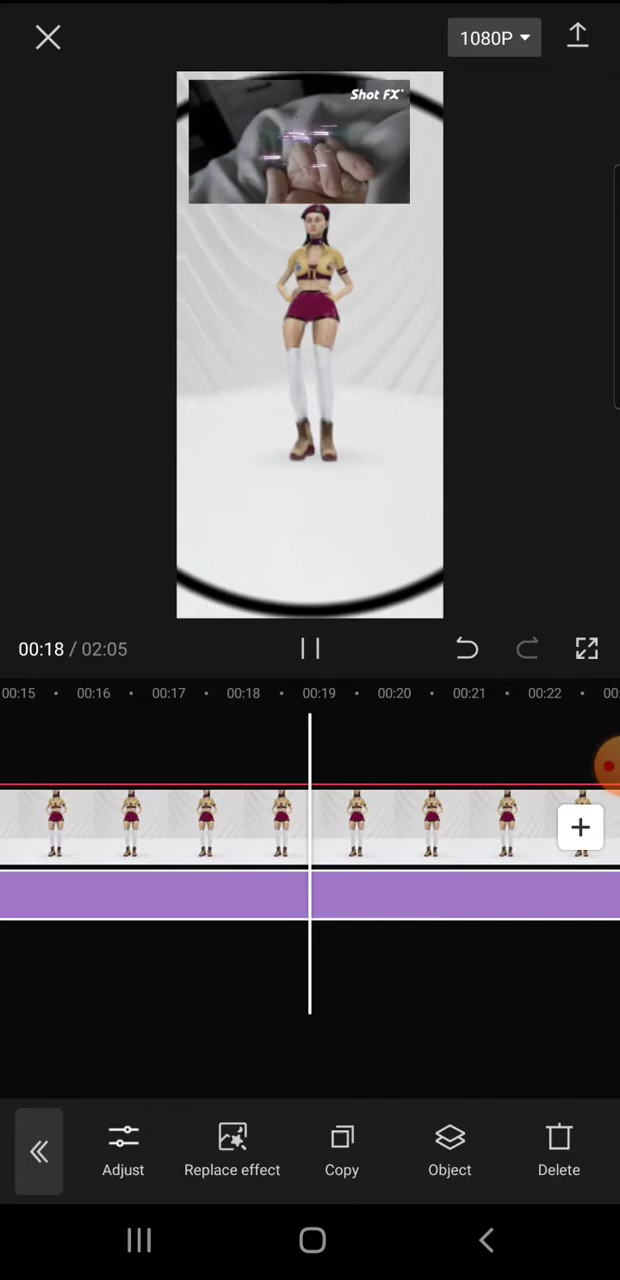 1080P
Shot FX
00:18 / 02:05
00:15 00:16 00:17 00:18 00:19 00:20 00:21 00:22 00:
Adjust Replace effect Copy Object Delete